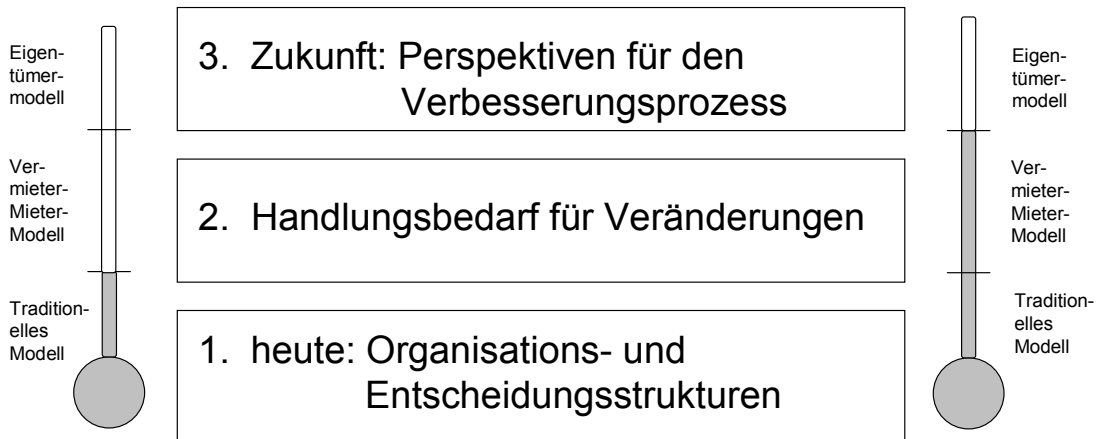 Eigen-
tümer-
modell
Ver-
mieter-
Mieter-
Modell
Tradition-
elles
Modell
3. Zukunft: Perspektiven für den
Verbesserungsprozess
2. Handlungsbedarf für Veränderungen
1. heute: Organisations- und
Entscheidungsstrukturen
Eigen-
tümer-
modell
Ver-
mieter-
Mieter-
Modell
Tradition-
elles
Modell